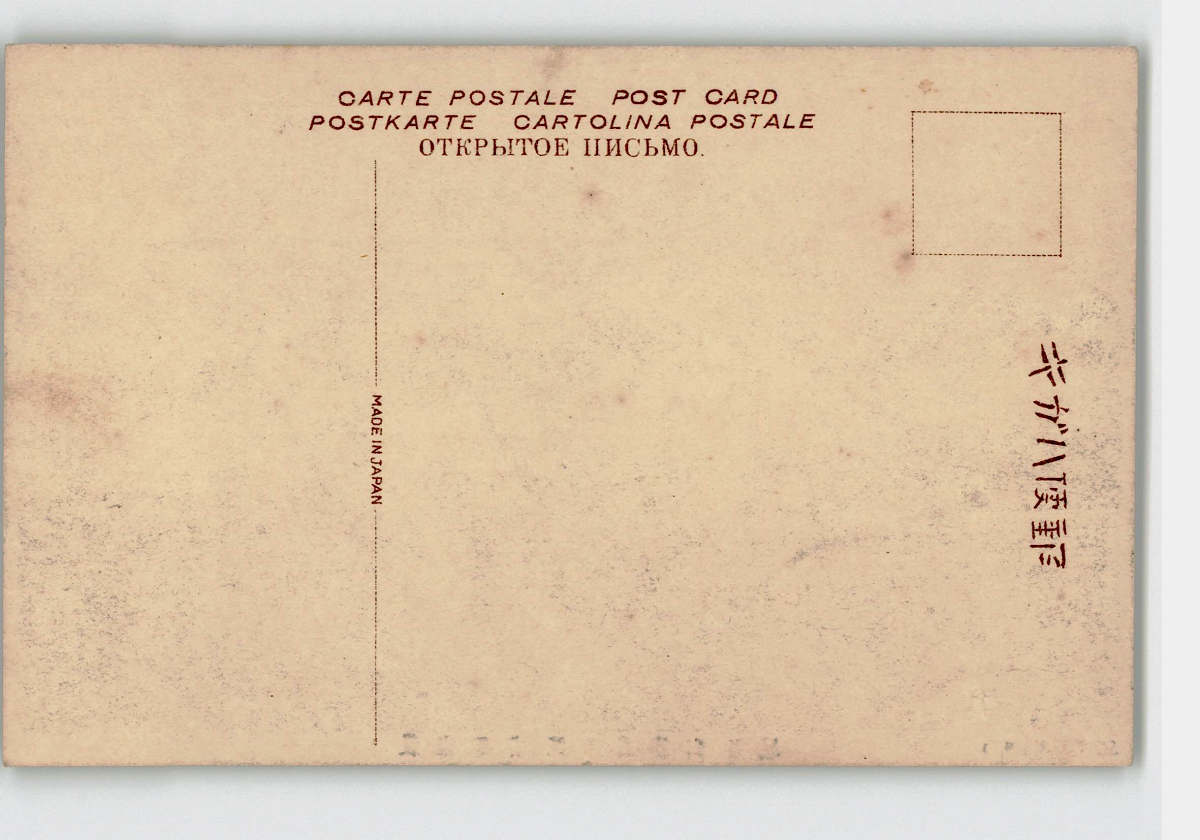 CARTE POSTALE POST CARD
POSTKARTE CARTOLINA POSTALE
ОТКРЫТОЕ ПИСЬМО.
MADE IN JAPAN
郵便ハガキ